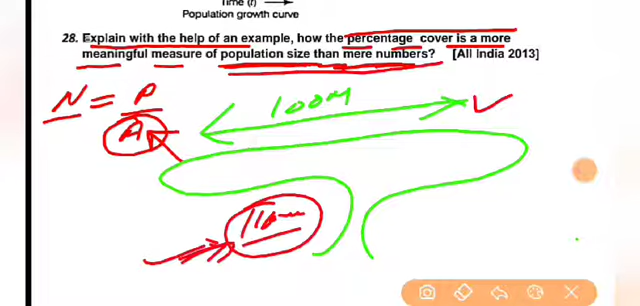 Time (t)
Population growth curve
28. Explain with the help of an example, how the percentage cover is a more
meaningful measure of population size than mere numbers? [All India 2013]
N = P
A
100M